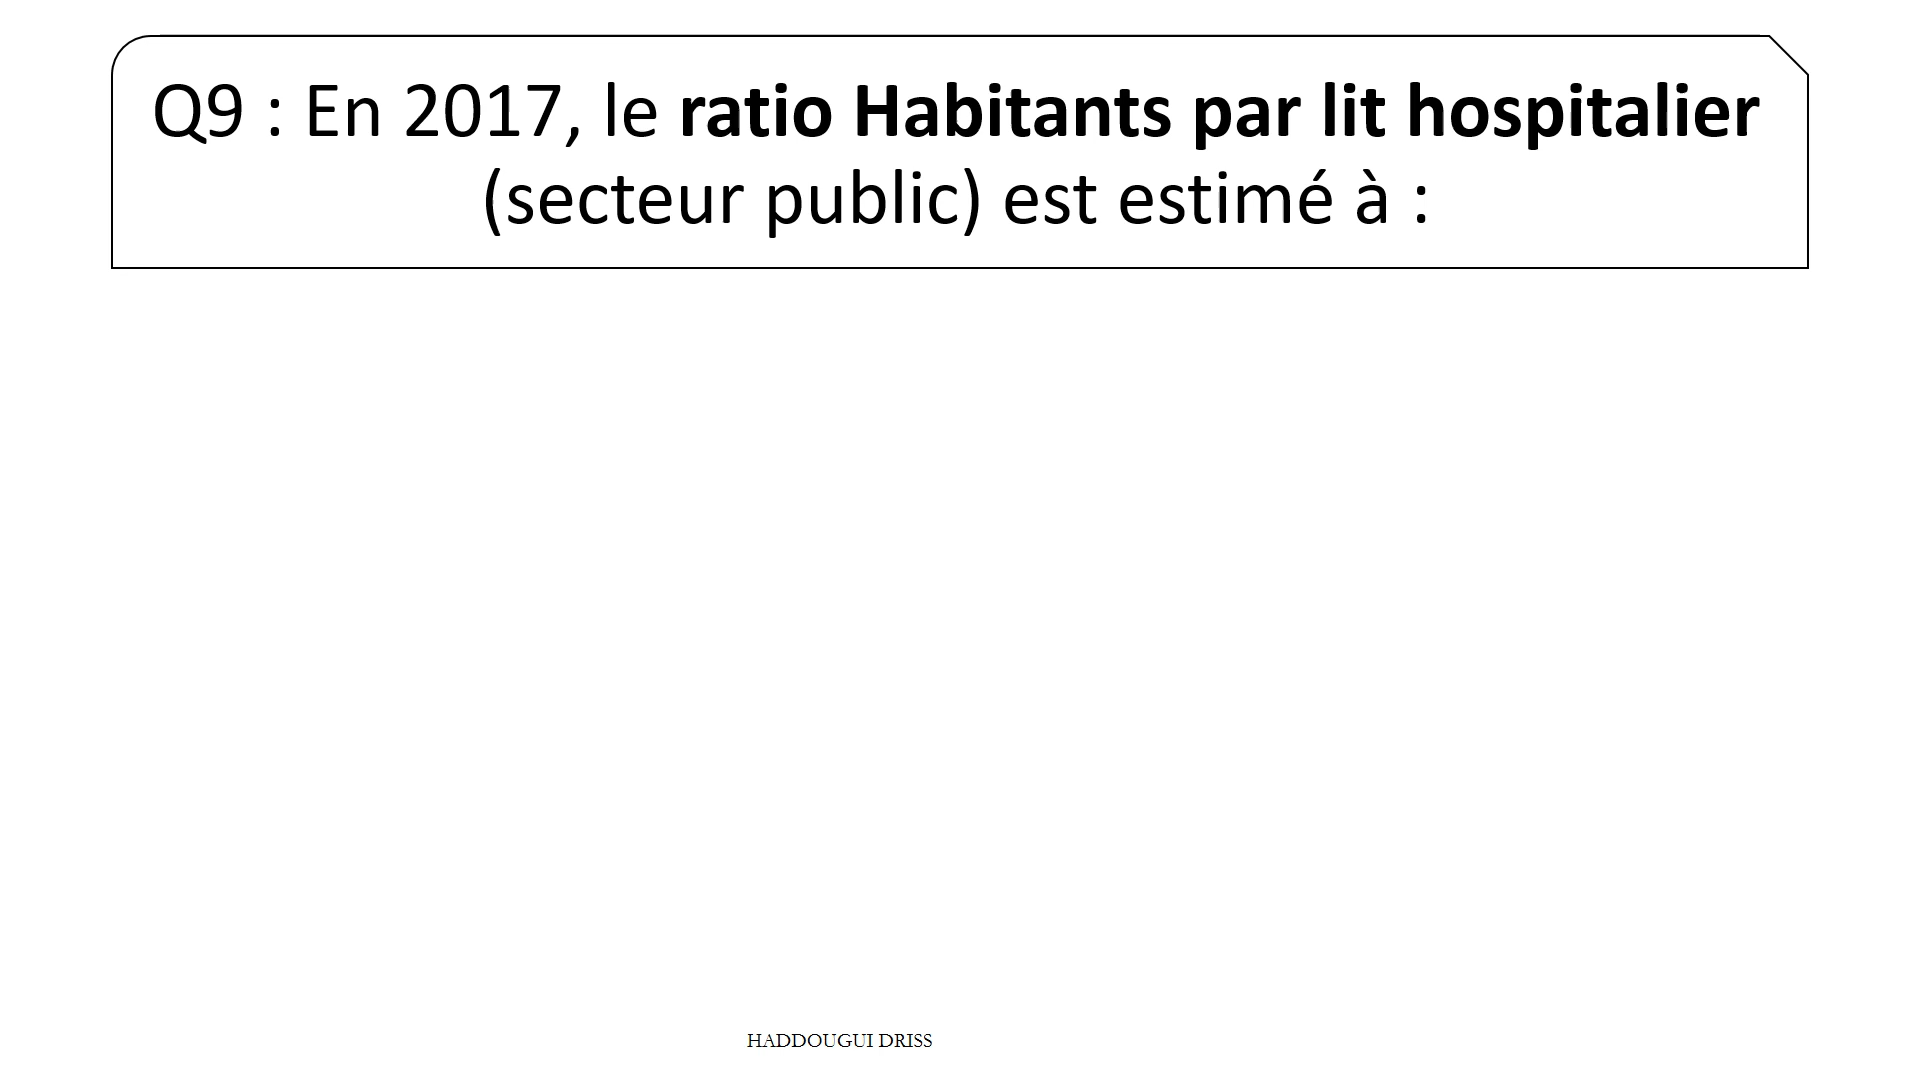 Q9 : En 2017, le ratio Habitants par lit hospitalier
(secteur public) est estimé à :
HADDOUGUI DRISS